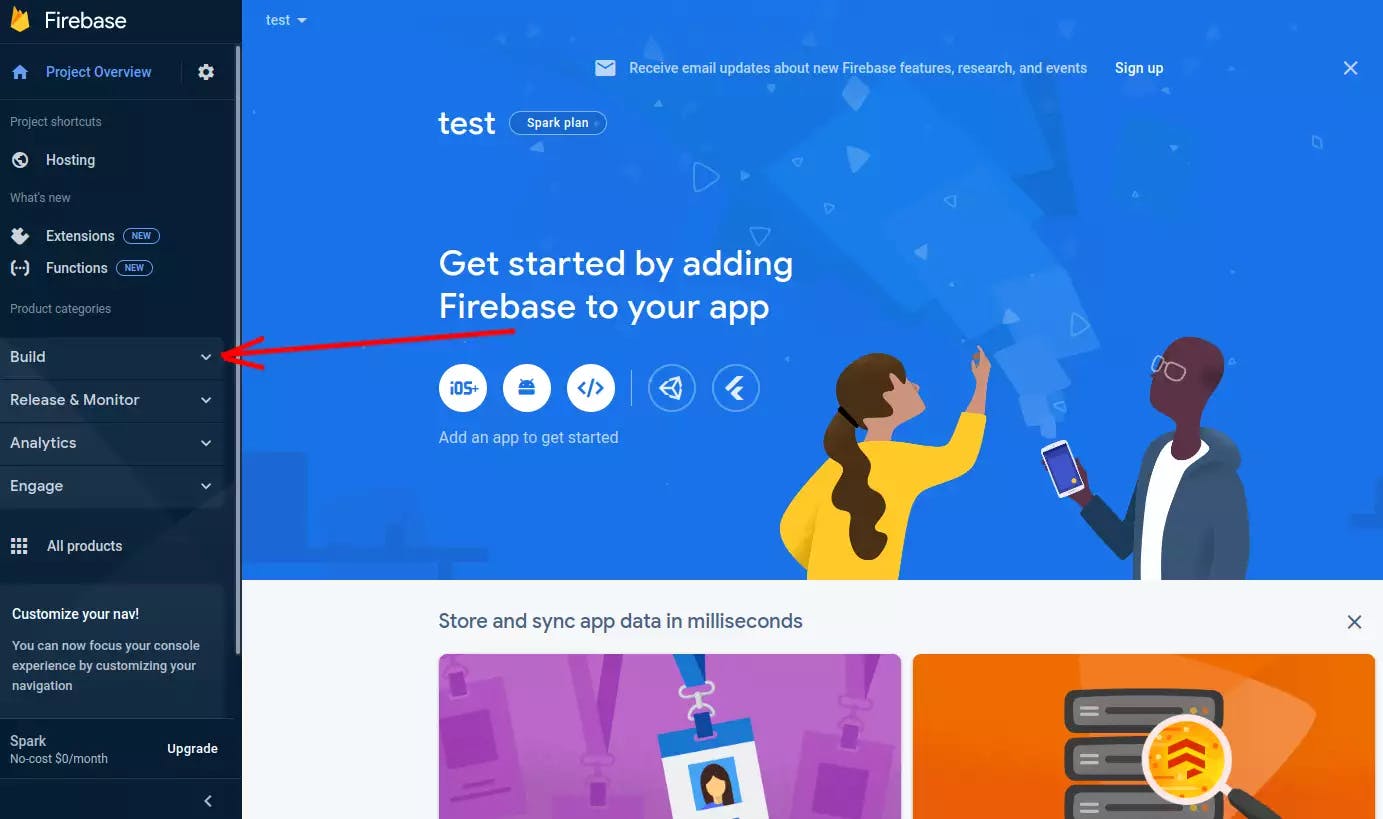 Firebase
Project Overview
Project shortcuts
Hosting
What's new
Extensions NEW
Functions NEW
Product categories
Build
Release & Monitor
Analytics
Engage
All products
Customize your nav!
You can now focus your console
experience by customizing your
navigation
Spark
No-cost $0/month
Upgrade
test
Receive email updates about new Firebase features, research, and events Sign up
test Spark plan
Get started by adding
Firebase to your app
iOS+
Add an app to get started
Store and sync app data in milliseconds